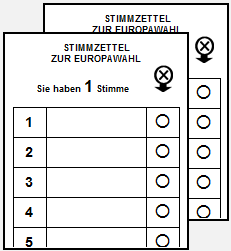 STIMMZETTEL
ZUR EUROPAWAHL
STIMMZETTEL
ZUR EUROPAWAHL
Sie haben 1 Stimme
1
2
3
4
5